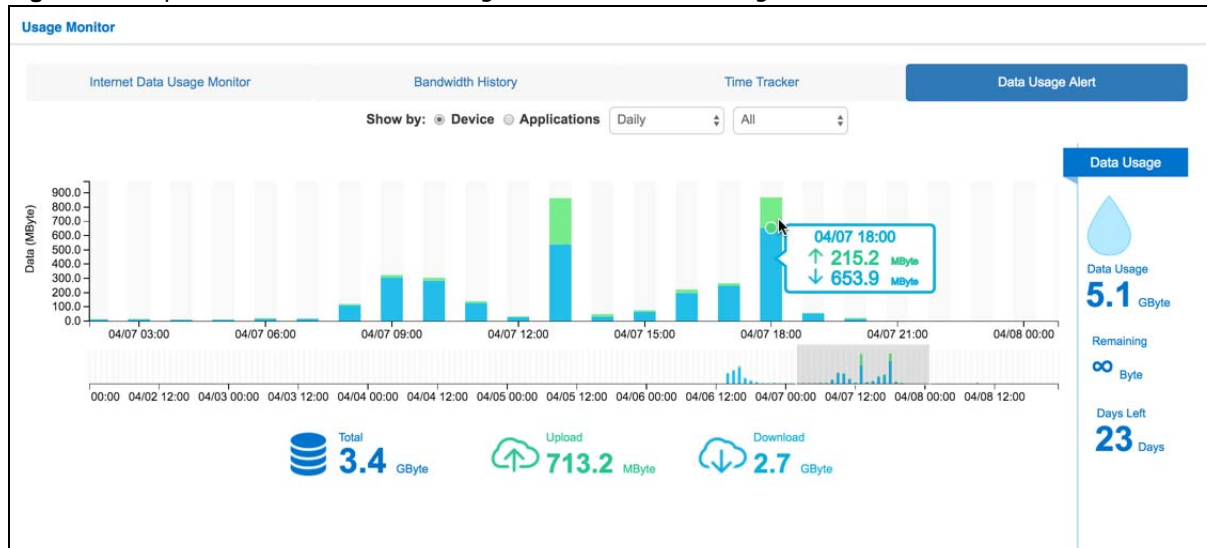 Usage Monitor
Internet Data Usage Monitor Bandwidth History Time Tracker Data Usage Alert
Show by: Device Applications Daily All
Data Usage
900.0
800.0
700.0
600.0
500.0
400.0
300.0
200.0
100.0
0.0
Data (MByte)
04/07 18:00
↑ 215.2 MByte
↓ 653.9 MByte
04/07 03:00 04/07 06:00 04/07 09:00 04/07 12:00 04/07 15:00 04/07 18:00 04/07 21:00 04/08 00:00
00:00 04/02 12:00 04/03 00:00 04/03 12:00 04/04 00:00 04/04 12:00 04/05 00:00 04/05 12:00 04/06 00:00 04/06 12:00 04/07 00:00 04/07 12:00 04/08 00:00 04/08 12:00
Total
3.4 GByte
Upload
713.2 MByte
Download
2.7 GByte
Data Usage
5.1 GByte
Remaining
∞ Byte
Days Left
23 Days